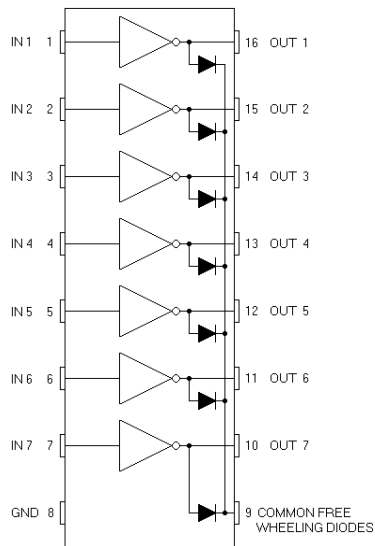 IN 1 1 16 OUT 1
IN 2 2 15 OUT 2
IN 3 3 14 OUT 3
IN 4 4 13 OUT 4
IN 5 5 12 OUT 5
IN 6 6 11 OUT 6
IN 7 7 10 OUT 7
GND 8 9 COMMON FREE
WHEELING DIODES